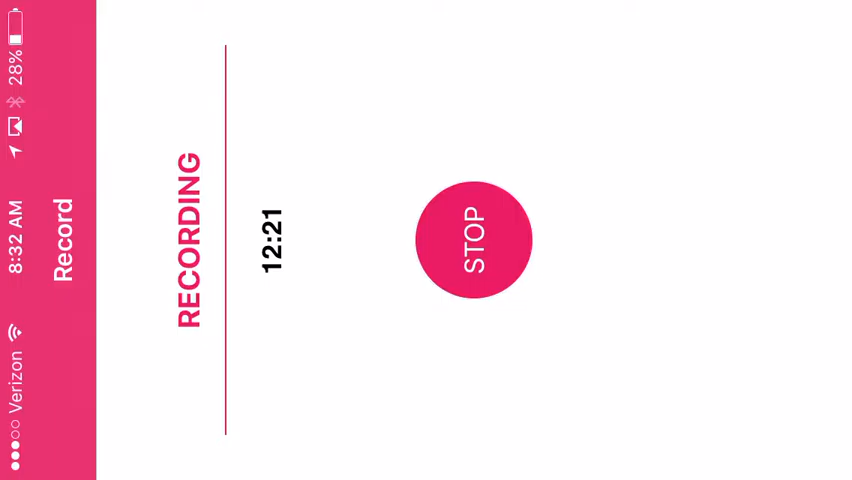 Verizon 8:32 AM 28%
Record
RECORDING
12:21
STOP